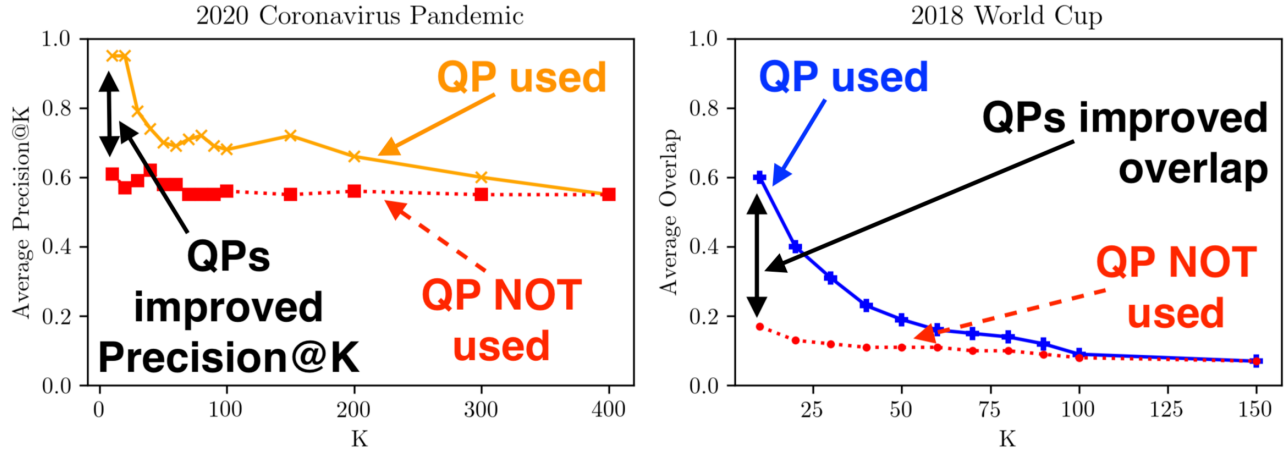 2020 Coronavirus Pandemic
1.0
0.8
0.6
0.4
0.2
0.0
Average Precision@K
QP used
QPs
improved
Precision@K
QP NOT
used
0
100
200
300
400
K
2018 World Cup
1.0
0.8
0.6
0.4
0.2
0.0
Average Overlap
QP used
QPs improved
overlap
QP NOT
used
25
50
75
100
125
150
K